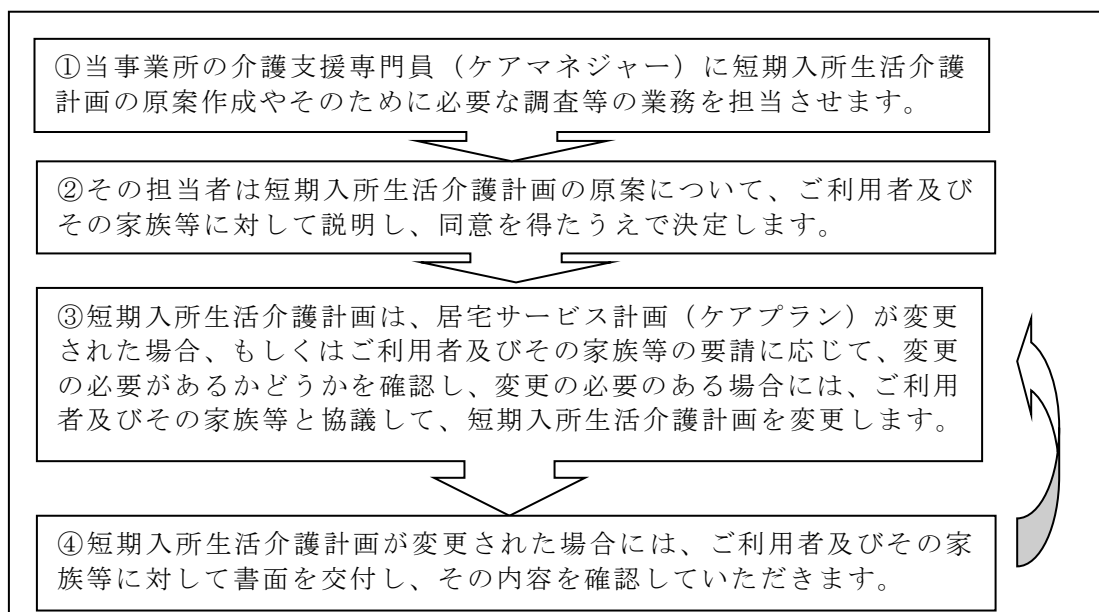 ①当事業所の介護支援専門員（ケアマネジャー）に短期入所生活介護
計画の原案作成やそのために必要な調査等の業務を担当させます。
②その担当者は短期入所生活介護計画の原案について、ご利用者及び
その家族等に対して説明し、同意を得たうえで決定します。
③短期入所生活介護計画は、居宅サービス計画（ケアプラン）が変更
された場合、もしくはご利用者及びその家族等の要請に応じて、変更
の必要があるかどうかを確認し、変更の必要のある場合には、ご利用
者及びその家族等と協議して、短期入所生活介護計画を変更します。
④短期入所生活介護計画が変更された場合には、ご利用者及びその家
族等に対して書面を交付し、その内容を確認していただきます。